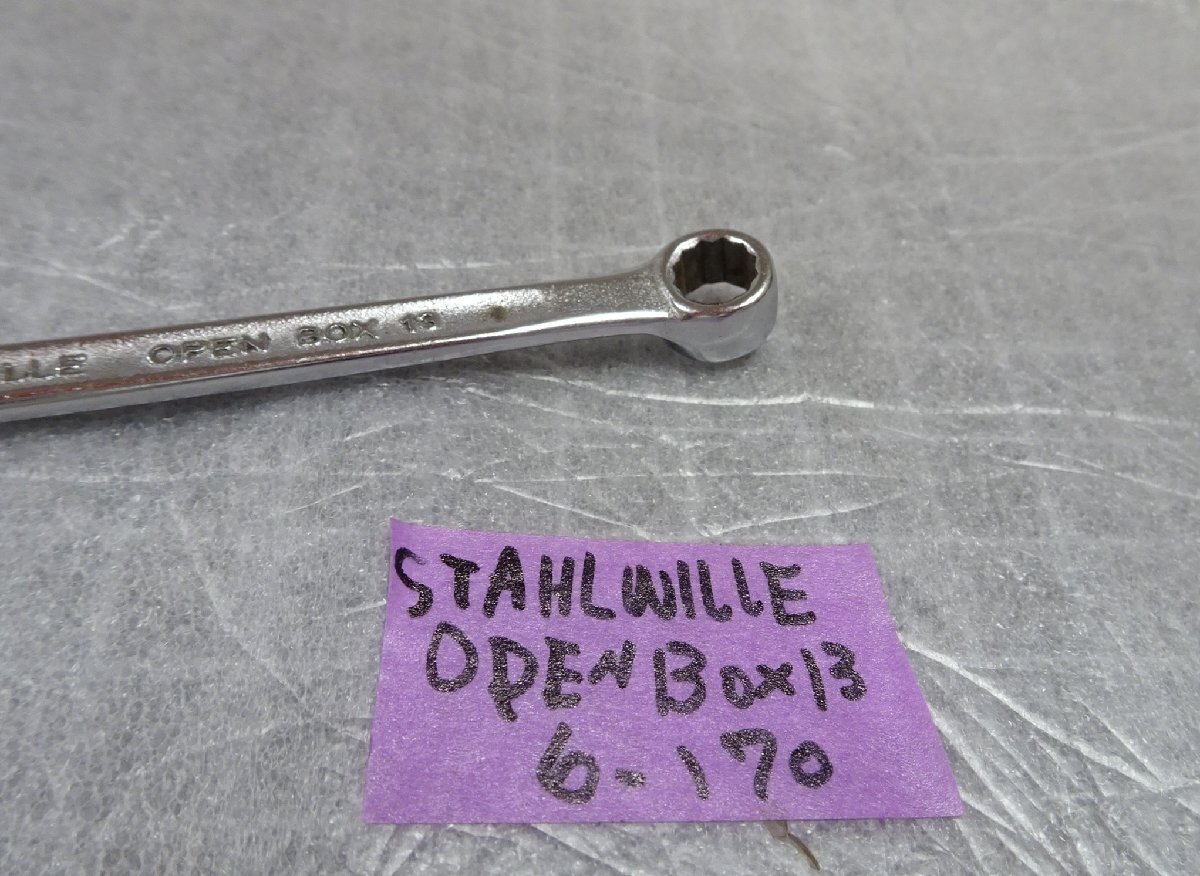 ILLE OPEN BOX 13
STAHLWILLE
OPEN BOX 13
6-170